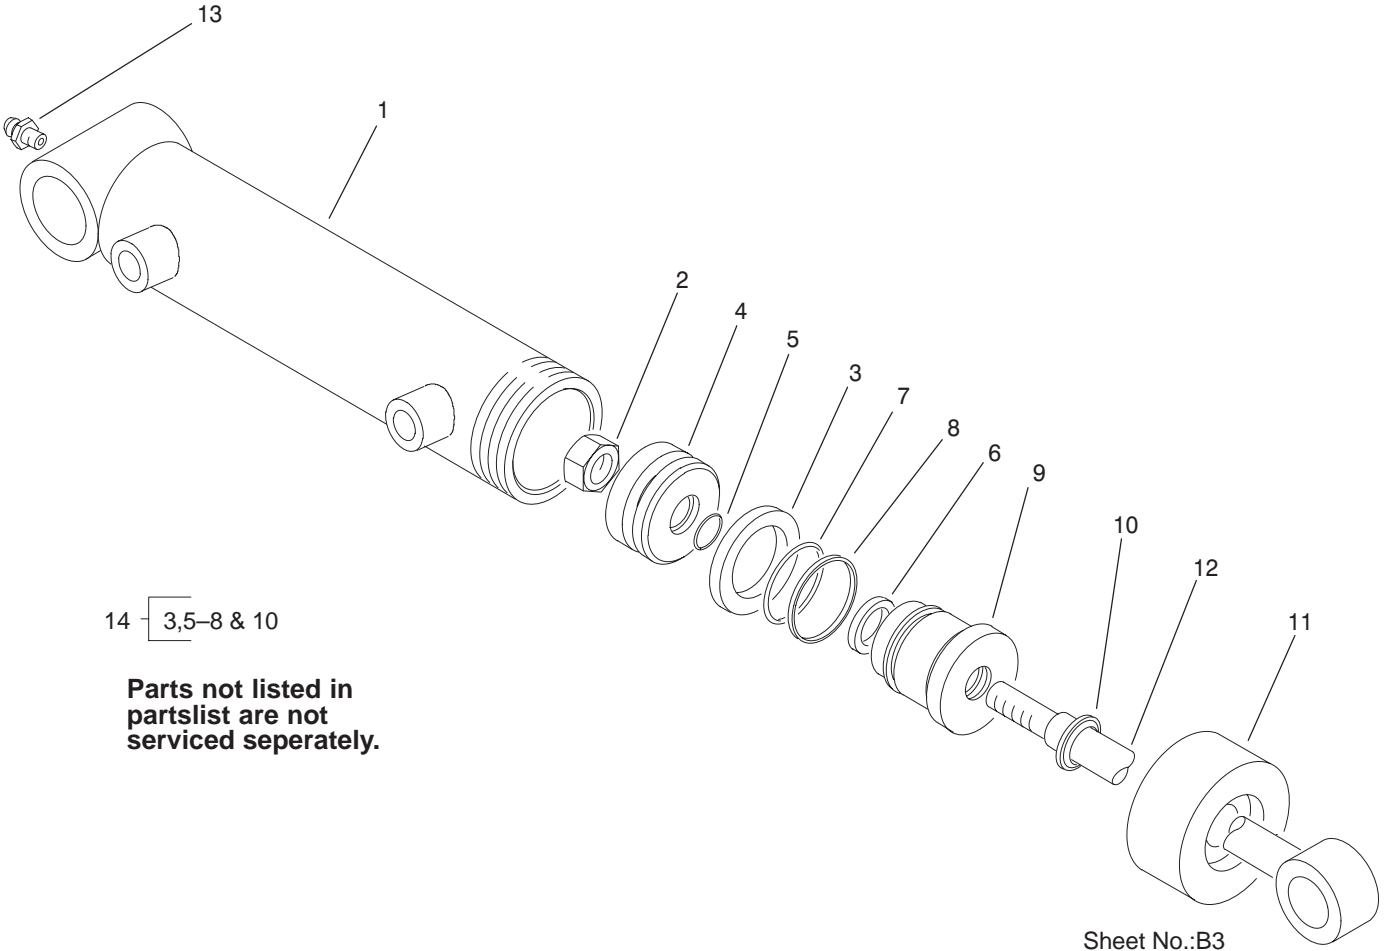 13
1
2
4
5
3
7
8
6
9
10
12
11
14 3,5–8 & 10
Parts not listed in
partslist are not
serviced seperately.
Sheet No.:B3